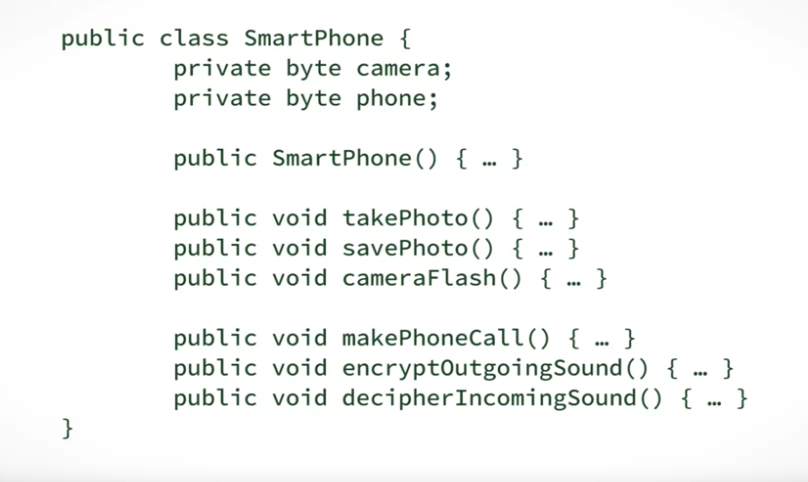 public class SmartPhone {
private byte camera;
private byte phone;
public SmartPhone() { … }
public void takePhoto() { … }
public void savePhoto() { … }
public void cameraFlash() { … }
public void makePhoneCall() { … }
public void encryptOutgoingSound() { … }
public void decipherIncomingSound() { … }
}